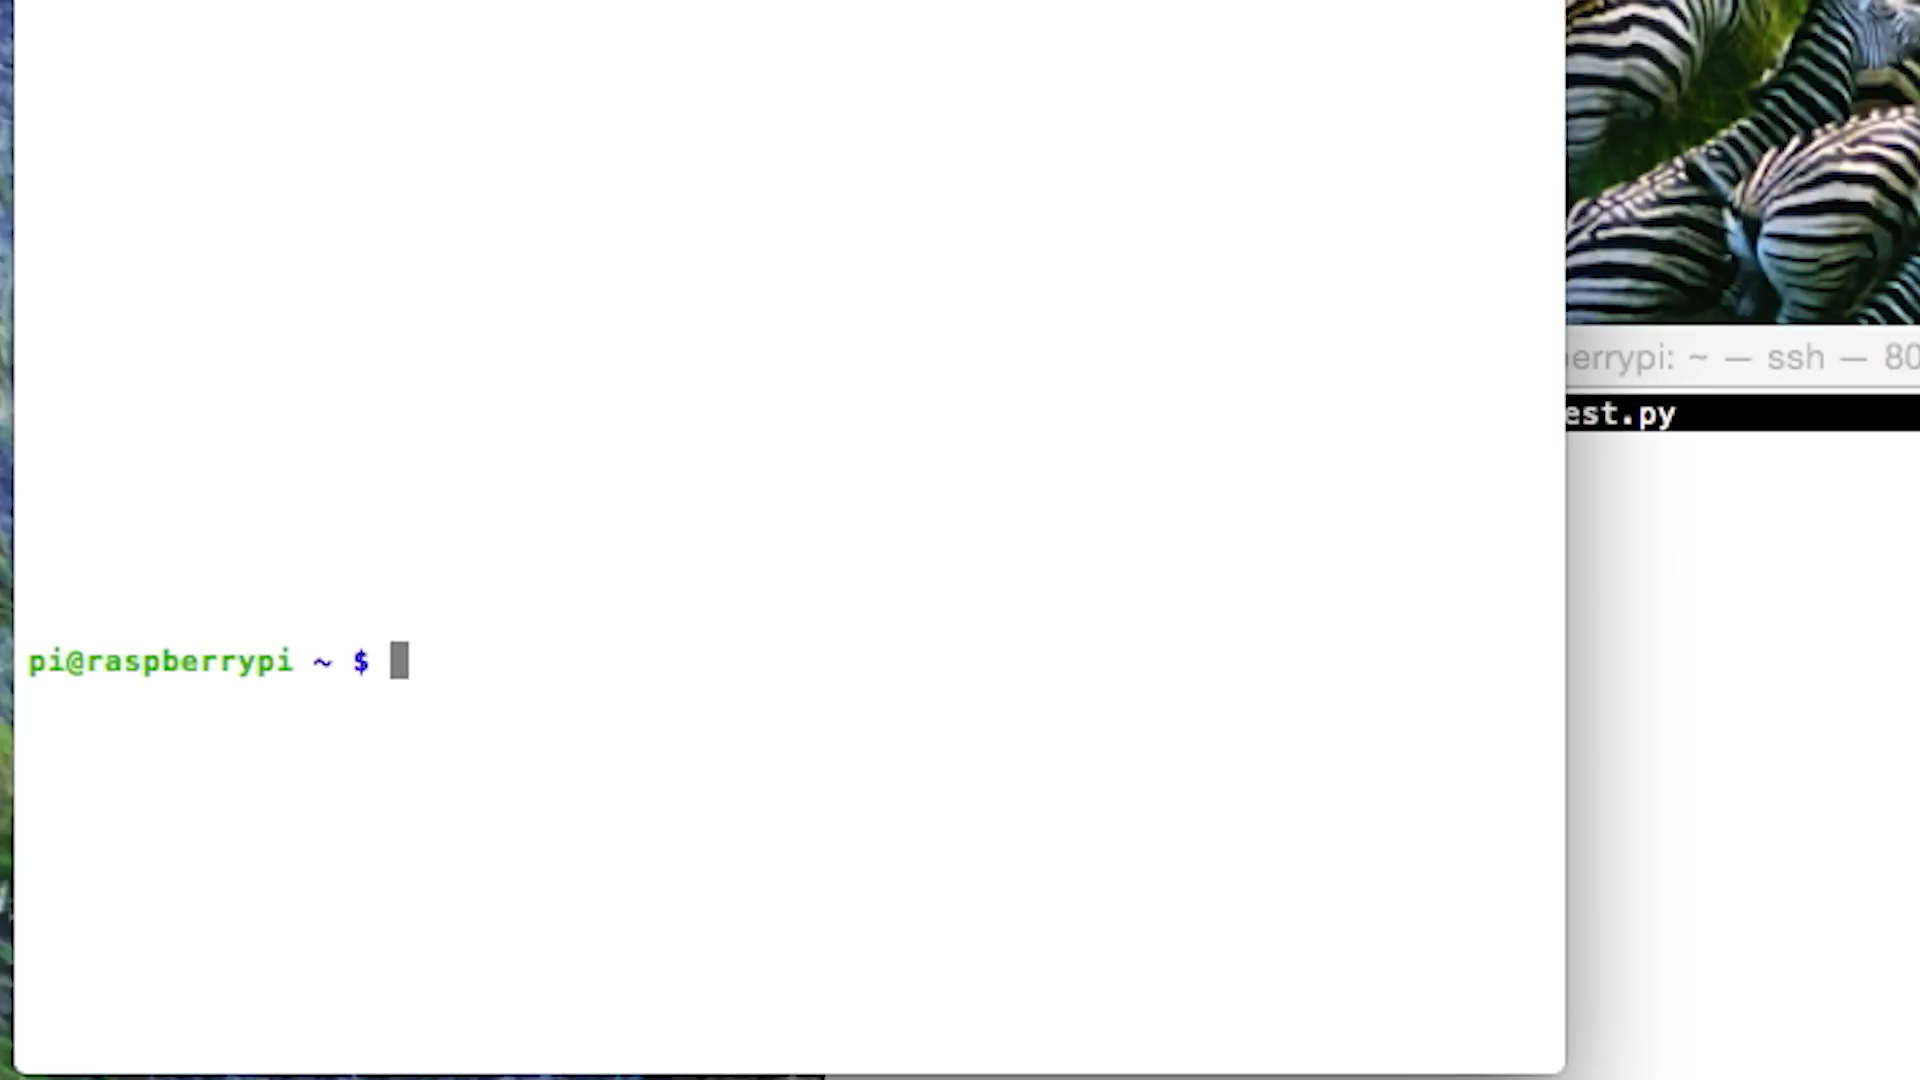 errypi: ~ — ssh — 80
est.py
pi@raspberrypi ~ $